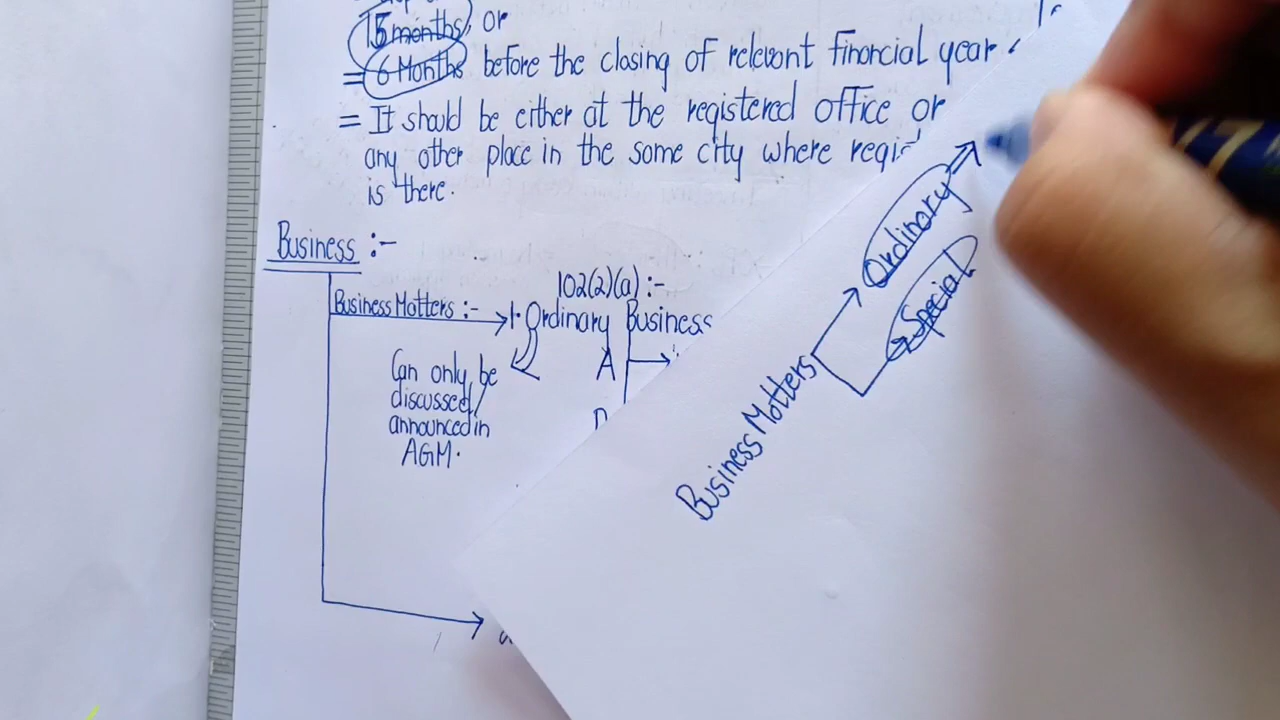 15 months, or
= 6 Months before the closing of relevant financial year
= It should be either at the registered office or
any other place in the same city where
is there.
Business :-
102(2)(a) :-
Business Matters :- 1. Ordinary Business
A
Can only be
discussed/
announced in
AGM.
Business Matters
Ordinary
Special